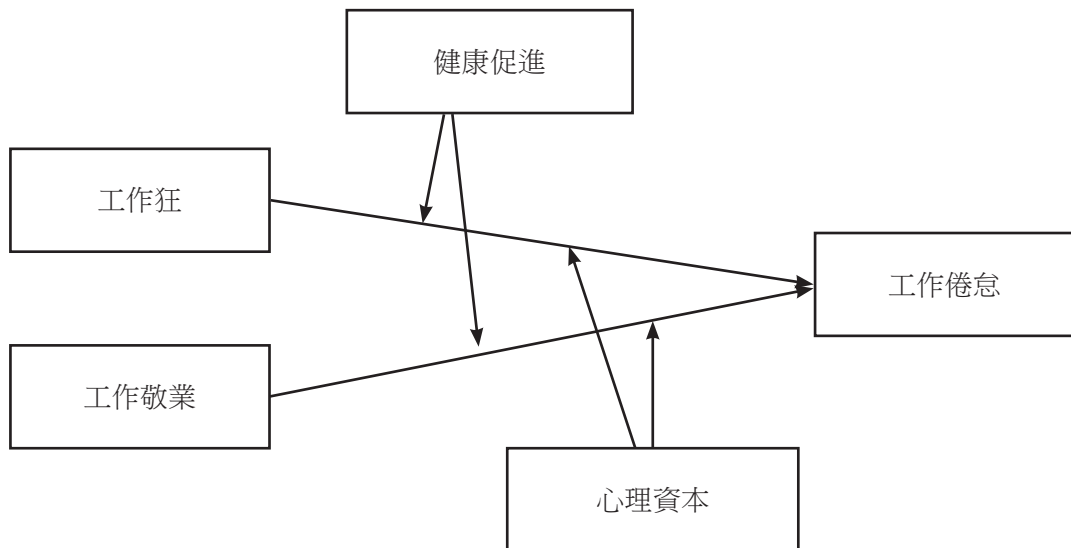 健康促進
工作狂
工作倦怠
工作敬業
心理資本